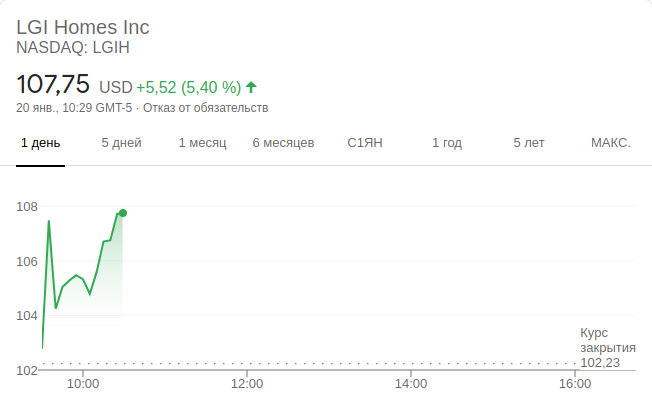 LGI Homes Inc
NASDAQ: LGIH
107,75 USD +5,52 (5,40 %)
20 янв., 10:29 GMT-5 · Отказ от обязательств
1 день 5 дней 1 месяц 6 месяцев С1ЯН 1 год 5 лет МАКС.
108
106
104
Курс
закрытия
102,23
102
10:00 12:00 14:00 16:00